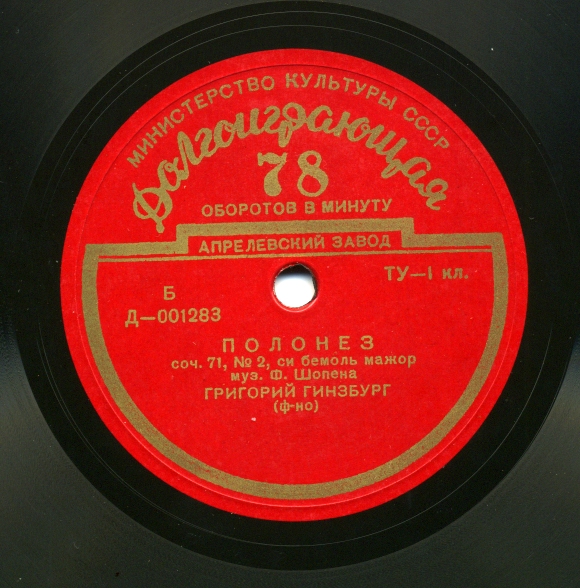 МИНИСТЕРСТВО КУЛЬТУРЫ СССР
Долгоиграющая
78
ОБОРОТОВ В МИНУТУ
АПРЕЛЕВСКИЙ ЗАВОД
ТУ—I кл.
Б
Д—001283
ПОЛОНЕЗ
соч. 71, № 2, си бемоль мажор
муз. Ф. Шопена
ГРИГОРИЙ ГИНЗБУРГ
(ф-но)